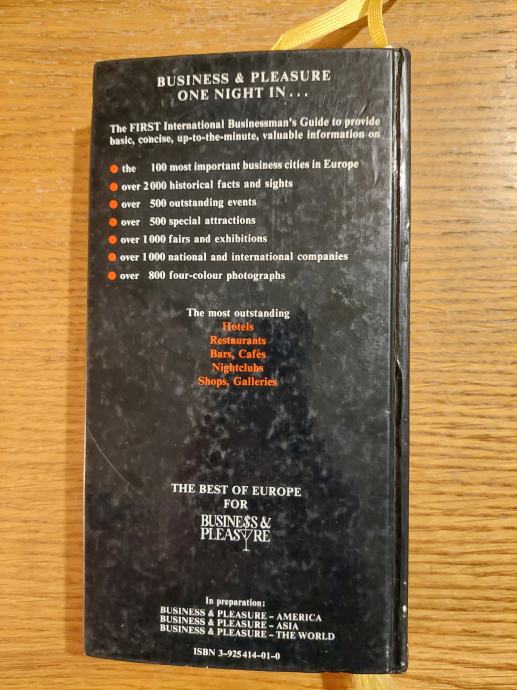 BUSINESS & PLEASURE
ONE NIGHT IN...
The FIRST International Businessman's Guide to provide
basic, concise, up-to-the-minute, valuable information on
the 100 most important business cities in Europe
over 2000 historical facts and sights
over 500 outstanding events
over 500 special attractions
over 1000 fairs and exhibitions
over 1000 national and international companies
over 800 four-colour photographs
The most outstanding
Hotels
Restaurants
Bars, Cafés
Nightclubs
Shops, Galleries
THE BEST OF EUROPE
FOR
BUSINE$S &
PLEASURE
In preparation:
BUSINESS & PLEASURE – AMERICA
BUSINESS & PLEASURE – ASIA
BUSINESS & PLEASURE – THE WORLD
ISBN 3-925414-01-0